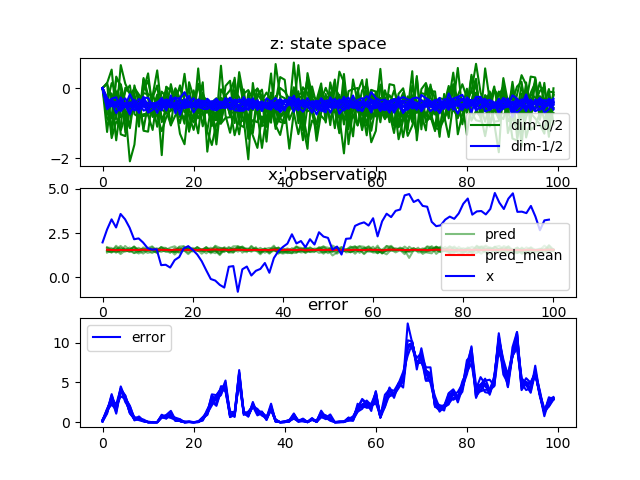 z: state space
0
−2
dim-0/2
dim-1/2
0 20 40 60 80 100
x: observation
5.0
2.5
0.0
pred
pred_mean
x
0 20 40 60 80 100
error
10
5
0
error
0 20 40 60 80 100